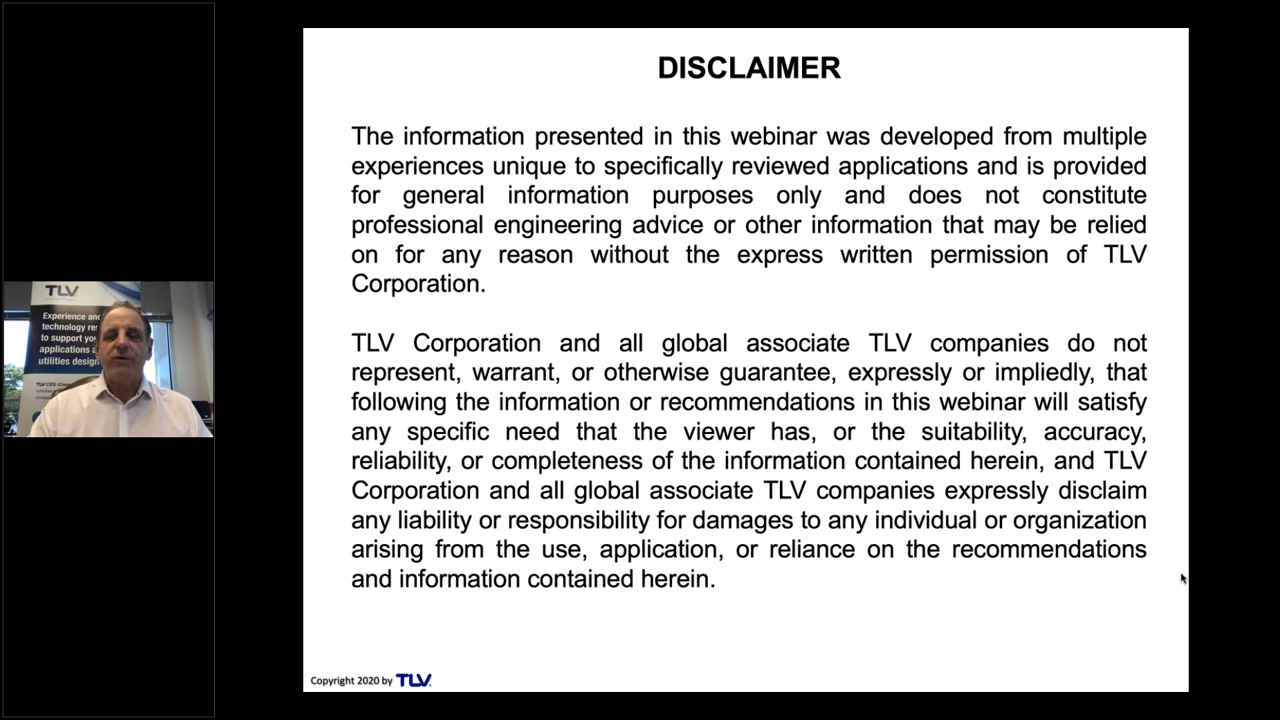 DISCLAIMER
The information presented in this webinar was developed from multiple
experiences unique to specifically reviewed applications and is provided
for general information purposes only and does not constitute
professional engineering advice or other information that may be relied
on for any reason without the express written permission of TLV
Corporation.
TLV Corporation and all global associate TLV companies do not
represent, warrant, or otherwise guarantee, expressly or impliedly, that
following the information or recommendations in this webinar will satisfy
any specific need that the viewer has, or the suitability, accuracy,
reliability, or completeness of the information contained herein, and TLV
Corporation and all global associate TLV companies expressly disclaim
any liability or responsibility for damages to any individual or organization
arising from the use, application, or reliance on the recommendations
and information contained herein.
Copyright 2020 by TLV.
TLV
Experience and
technology
to support
applications
utilities
TLV CES